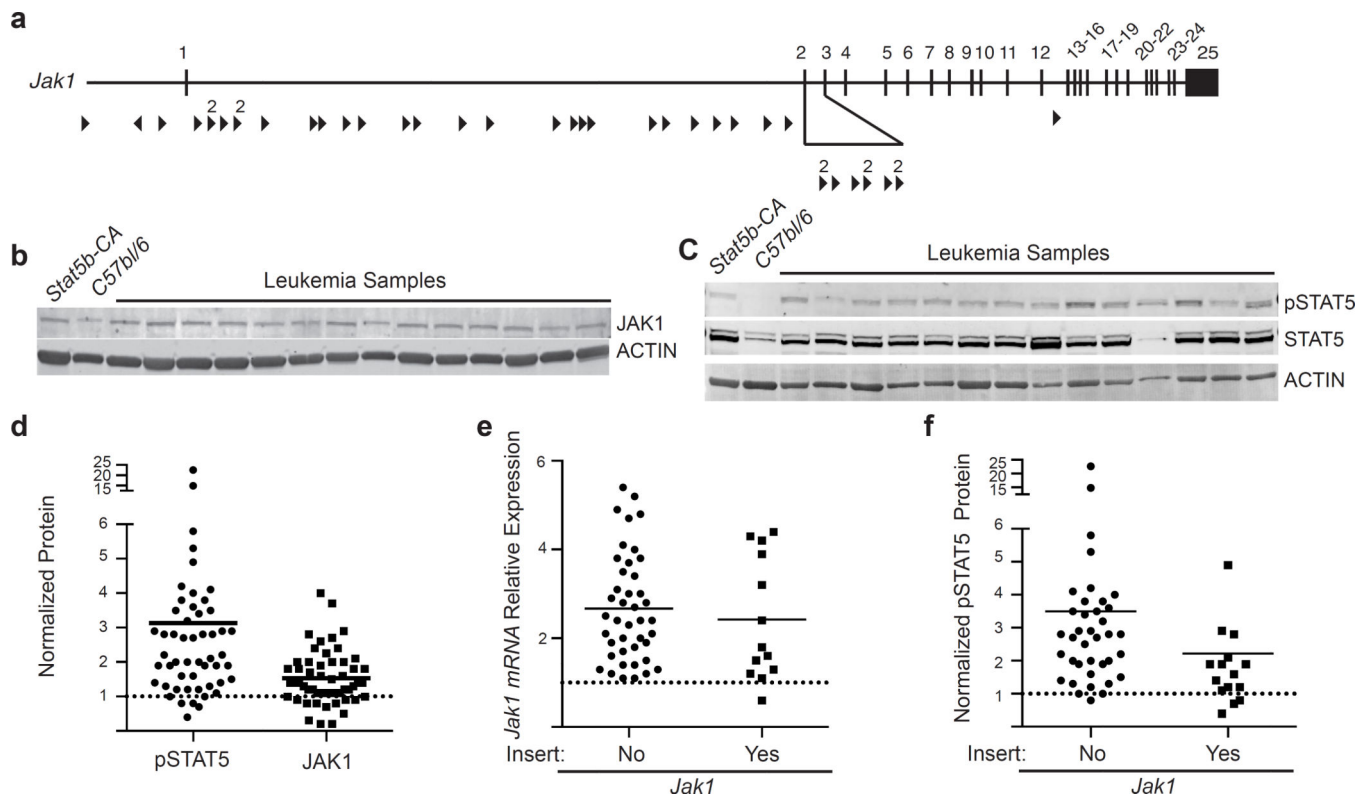 a
Jak1
1
2
3
4
5
6
7
8
9
10
11
12
13-16
17-19
20-22
23-24
25
2 2
2 2 2
b
Stat5b-CA
C57bl/6
Leukemia Samples
JAK1
ACTIN
C
Stat5b-CA
C57bl/6
Leukemia Samples
pSTAT5
STAT5
ACTIN
d
Normalized Protein
25
20
15
6
5
4
3
2
1
pSTAT5 JAK1
e
Jak1 mRNA Relative Expression
6
4
2
0
Insert: No Yes
Jak1
f
Normalized pSTAT5 Protein
25
20
15
6
5
4
3
2
1
0
Insert: No Yes
Jak1